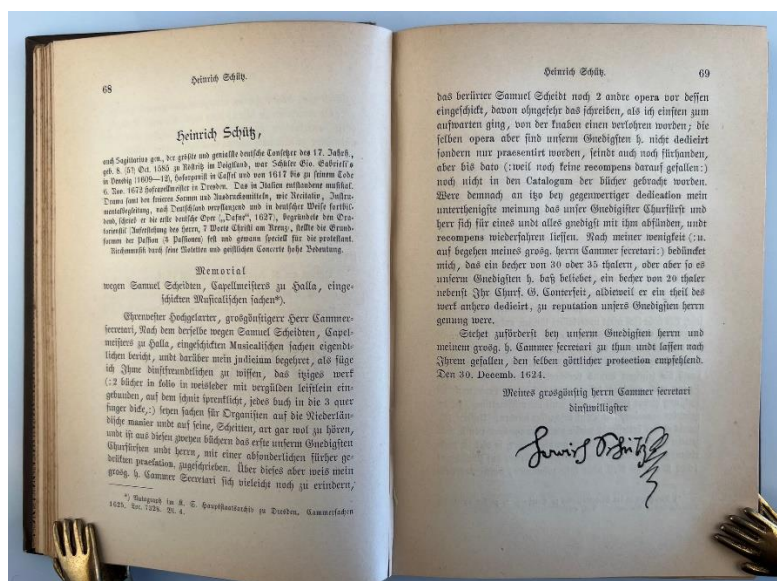 68
Heinrich Schütz.
Heinrich Schütz,
auch Sagittarius gen., der größte und genialste deutsche Tonsetzer des 17. Jahrh.,
geb. 8. Oct. 1585 zu Köstritz im Voigtland, war Schüler Gio. Gabrieli's
in Venedig (1609—12), Hoforganist in Cassel und von 1617 bis zu seinem Tode
6. Nov. 1672 Hofcapellmeister in Dresden. Das in Italien entstandene musikal.
Drama samt den feineren Formen und Ausdrucksmitteln, wie Recitativ, Instru-
mentalbegleitung, nach Deutschland verpflanzend und in deutscher Weise fortbil-
dend, schrieb er die erste deutsche Oper („Dafne“, 1627), begründete den Ora-
torienstil (Auferstehung des Herrn, 7 Worte Christi am Kreuz, stellte die Grund-
formen der Passion (4 Passionen) fest und gewann speciell für die protestant.
Kirchenmusik durch seine Motetten und geistlichen Concerte hohe Bedeutung.
Memorial
wegen Samuel Scheidten, Capellmeisters zu Halla, einge-
schickten Musicalischen sachen*).
Ehrnvester Hochgelarter, grosgünstigerr Herr Cammer-
secretari, Nach dem derselbe wegen Samuel Scheidten, Capel-
meisters zu Holla, eingeschickten Musicalischen sachen eigendt-
lichen bericht, undt darüber mein judicium begehret, als füge
ich Ihme dinstfreundtlichen zu wissen, das itziges werk
(:2 bücher in folio in weisleder mit vergülden leistlein ein-
gebunden, auf dem schnit sprenklicht, jedes buch in die 3 quer
finger dicke,:) seyen sachen für Organisten auf die Niederlän-
dische manier und auf seine, Scheitten, art gar wol zu hören,
undt ist aus diesen zweyen büchern das erste unserm Gnedigsten
Churfürsten undt herrn, mit einer absonderlichen fürher ge-
druckten praefation, zugeschrieben. Über dieses aber weis mein
grosg. h. Cammer Secretari sich vieleicht noch zu erindern,
*) Autograph im K. S. Hauptstaatsarchiv zu Dresden. Cammersachen
1625. Arc. 7326. Bl. 4.
Heinrich Schütz.
69
das berürter Samuel Scheidt noch 2 andre opera vor dessen
eingeschickt, davon ohngefehr das schreiben, als ich einsten zum
aufwarten ging, von der knaben einen verlohren worden; die
selben opera aber sind unserm Gnedigsten h. nicht dedicirt
sondern nur praesentirt worden, seindt auch noch fürhanden,
aber bis dato (:weil noch keine recompens darauf gefallen:)
noch nicht in den Catalogum der bücher gebracht worden.
Were demnach an itzo bey gegenwerriger dedication mein
unterthenigste meinung das unser Gnedigister Churfürst undt
herr sich für eines undt alles gnedigst mit ihm abfünden, undt
recompens wiederfahren liessen. Nach meiner wenigkeit (:u.
auf begehen meines grosg. herrn Cammer secretari:) bedüncket
mich, das ein becher von 30 oder 35 thalern, oder aber so es
unserm Gnedigsten h. baß beliebet, ein becher von 20 thaler
nebenst Ihr Churf. G. Conterfeit, aldieweil er ein theil des
werk anhero dedicirt, zu reputation unsers Gnedigsten herrn
genung were.
Stehet zuförderst bey unserm Gnedigsten herrn und
meinem grosg. h. Cammer secretari zu thun undt lassen nach
Ihrem gefallen, den selben göttlicher protection empfehlend.
Den 30. Decemb. 1624.
Meines grosgünstig herrn Cammer secretari
dinstwilligster
Henrich Schütz